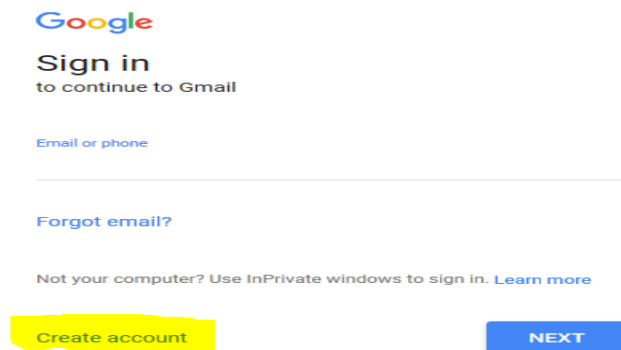 Google
Sign in
to continue to Gmail
Email or phone
Forgot email?
Not your computer? Use InPrivate windows to sign in. Learn more
Create account NEXT